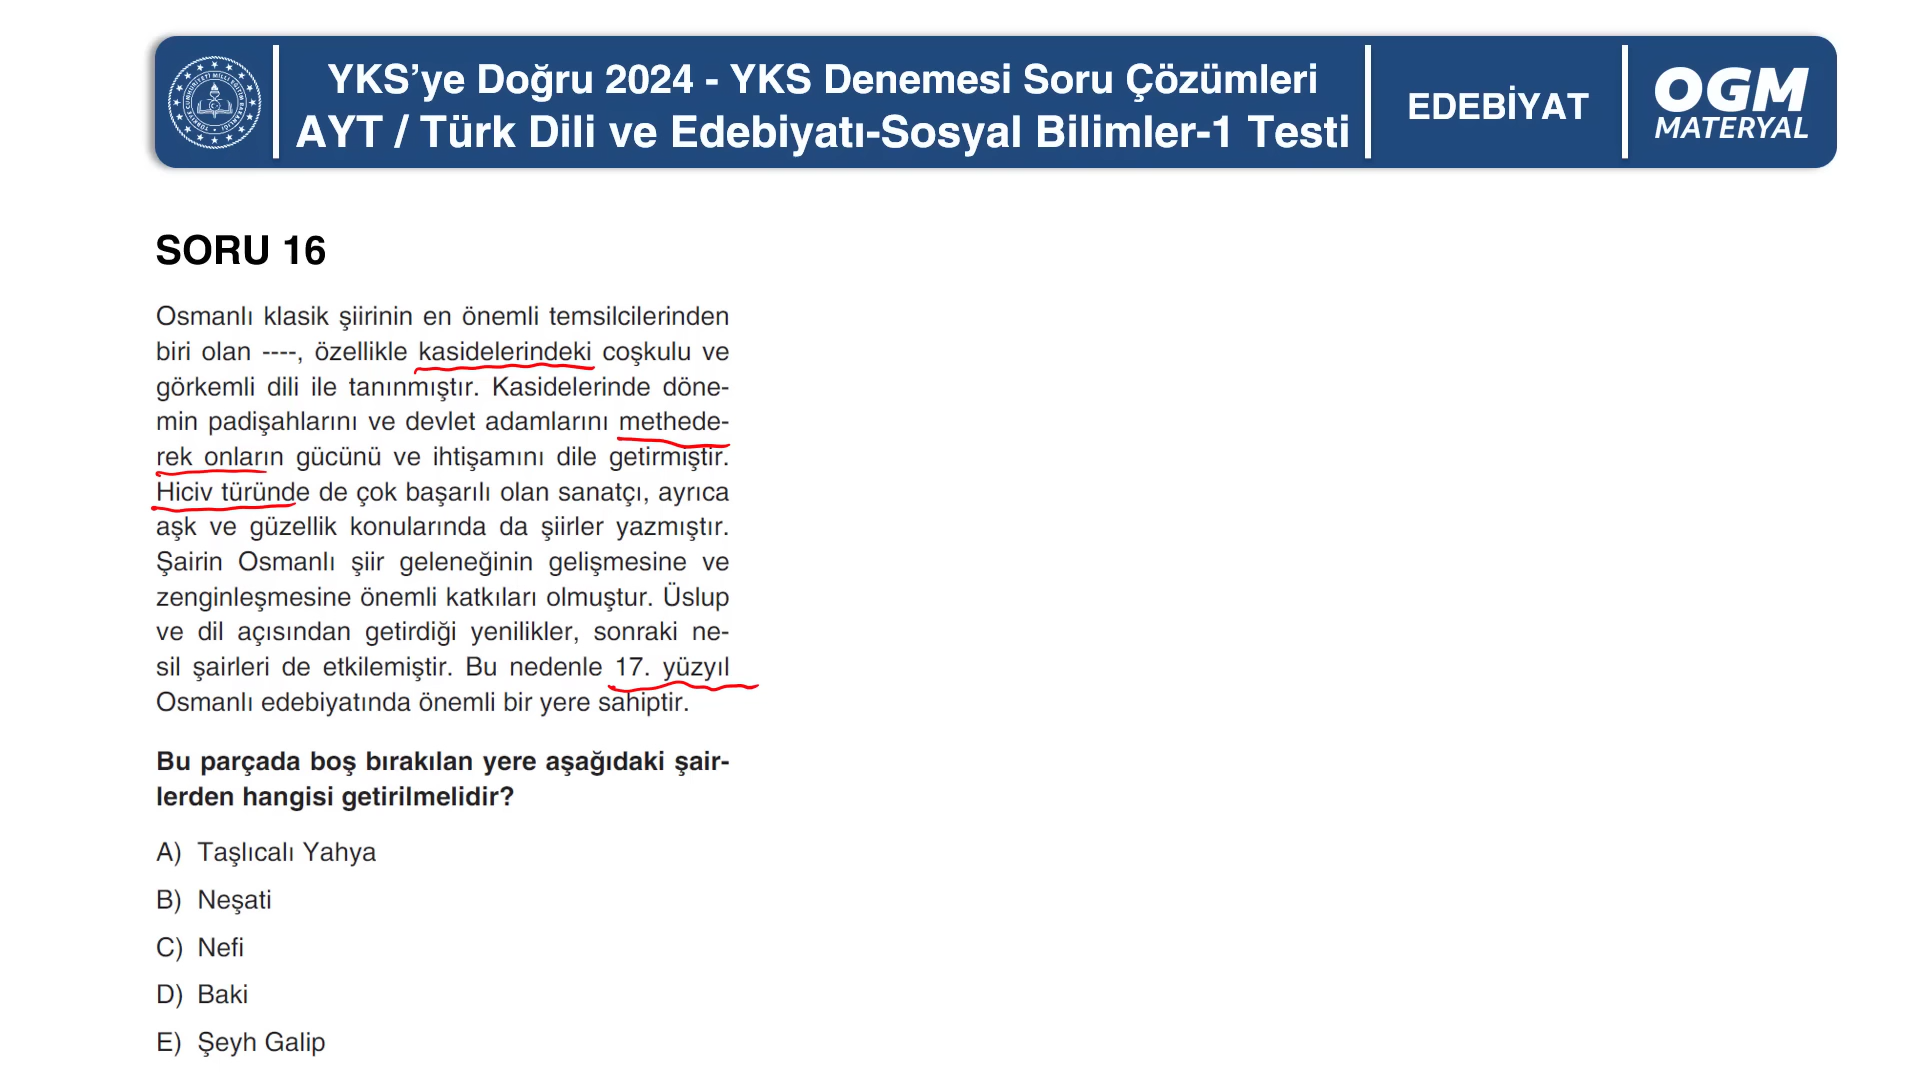 YKS’ye Doğru 2024 - YKS Denemesi Soru Çözümleri
AYT / Türk Dili ve Edebiyatı-Sosyal Bilimler-1 Testi
EDEBİYAT
OGM
MATERYAL
SORU 16
Osmanlı klasik şiirinin en önemli temsilcilerinden
biri olan ----, özellikle kasidelerindeki coşkulu ve
görkemli dili ile tanınmıştır. Kasidelerinde döne-
min padişahlarını ve devlet adamlarını methede-
rek onların gücünü ve ihtişamını dile getirmiştir.
Hiciv türünde de çok başarılı olan sanatçı, ayrıca
aşk ve güzellik konularında da şiirler yazmıştır.
Şairin Osmanlı şiir geleneğinin gelişmesine ve
zenginleşmesine önemli katkıları olmuştur. Üslup
ve dil açısından getirdiği yenilikler, sonraki ne-
sil şairleri de etkilemiştir. Bu nedenle 17. yüzyıl
Osmanlı edebiyatında önemli bir yere sahiptir.
Bu parçada boş bırakılan yere aşağıdaki şair-
lerden hangisi getirilmelidir?
A) Taşlıcalı Yahya
B) Neşati
C) Nefi
D) Baki
E) Şeyh Galip